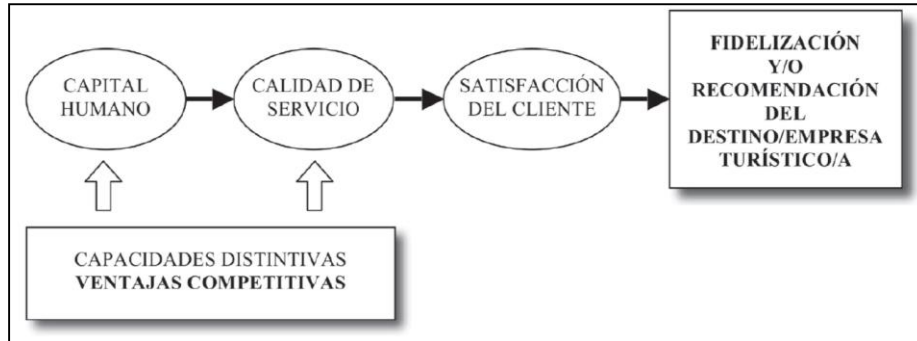 CAPITAL
HUMANO
CALIDAD DE
SERVICIO
SATISFACCIÓN
DEL CLIENTE
FIDELIZACIÓN
Y/O
RECOMENDACIÓN
DEL
DESTINO/EMPRESA
TURÍSTICO/A
CAPACIDADES DISTINTIVAS
VENTAJAS COMPETITIVAS